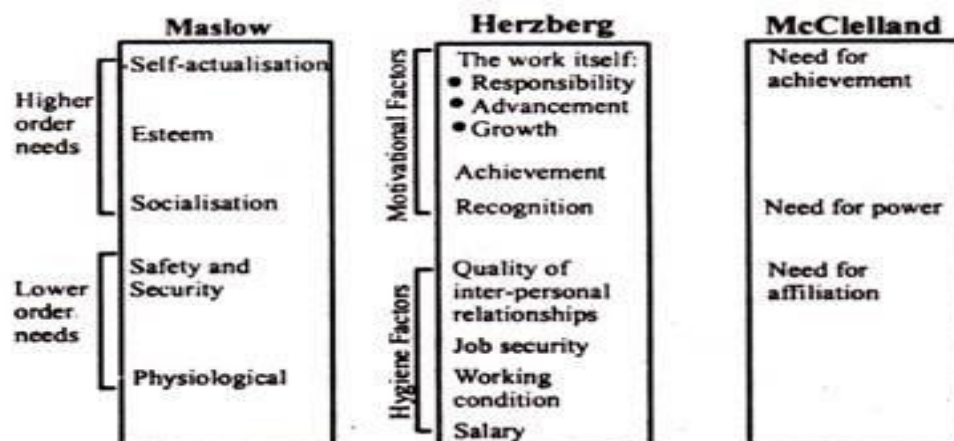 Maslow
Herzberg
McClelland
Higher
order
needs
Lower
order
needs
-Self-actualisation
Esteem
Socialisation
Safety and
Security
Physiological
Motivational Factors
Hygiene Factors
The work itself:
• Responsibility
• Advancement
• Growth
Achievement
Recognition
Quality of
inter-personal
relationships
Job security
Working
condition
Salary
Need for
achievement
Need for power
Need for
affiliation